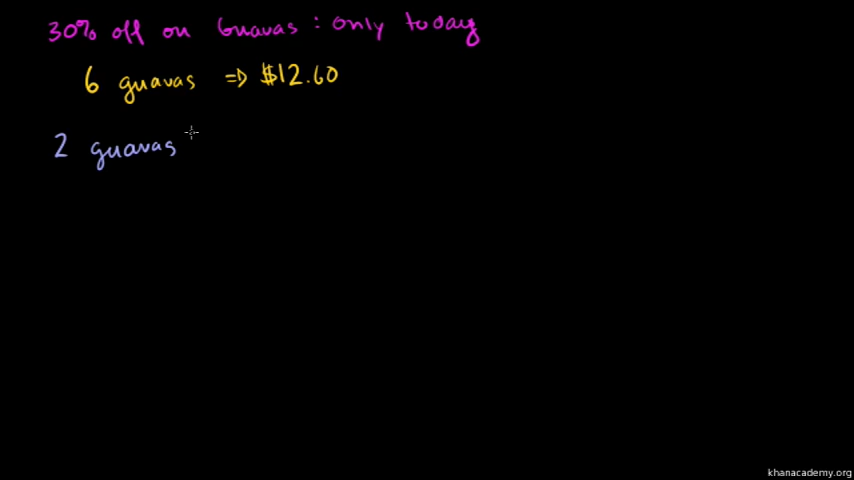 30% off on Guavas : only today
6 guavas ⇒ $12.60
2 guavas
khanacademy.org